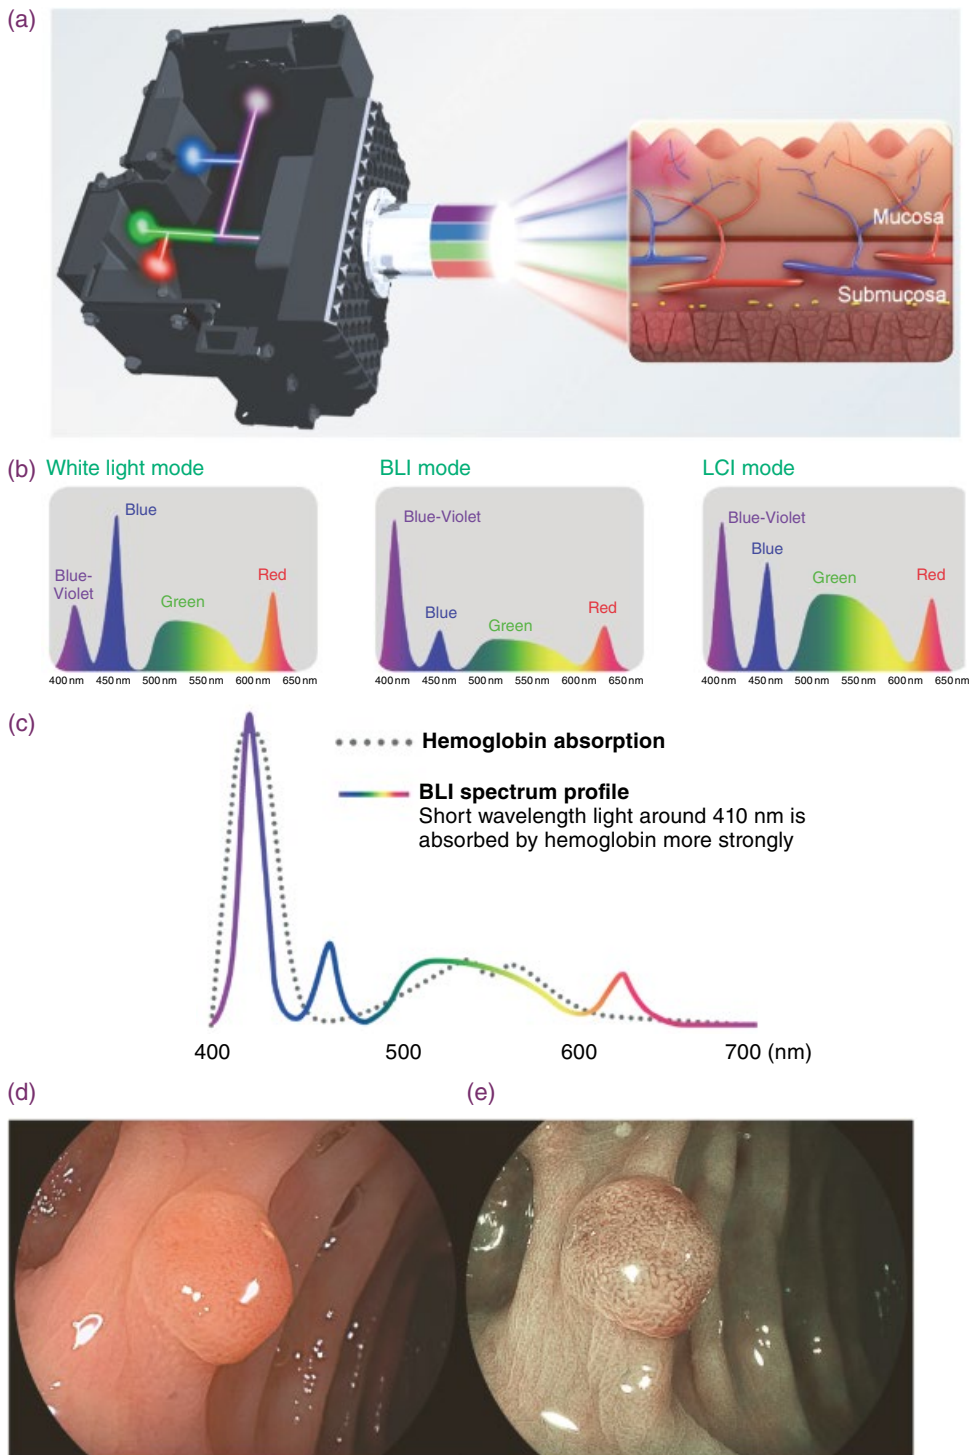 (a)
Mucosa
Submucosa
(b)
White light mode
BLI mode
LCI mode
Blue-
Violet
Blue
Green
Red
400 nm 450 nm 500 nm 550 nm 600 nm 650 nm
Blue-Violet
Blue
Green
Red
400 nm 450 nm 500 nm 550 nm 600 nm 650 nm
Blue-Violet
Blue
Green
Red
400 nm 450 nm 500 nm 550 nm 600 nm 650 nm
(c)
Hemoglobin absorption
BLI spectrum profile
Short wavelength light around 410 nm is
absorbed by hemoglobin more strongly
400 500 600 700 (nm)
(d)
(e)